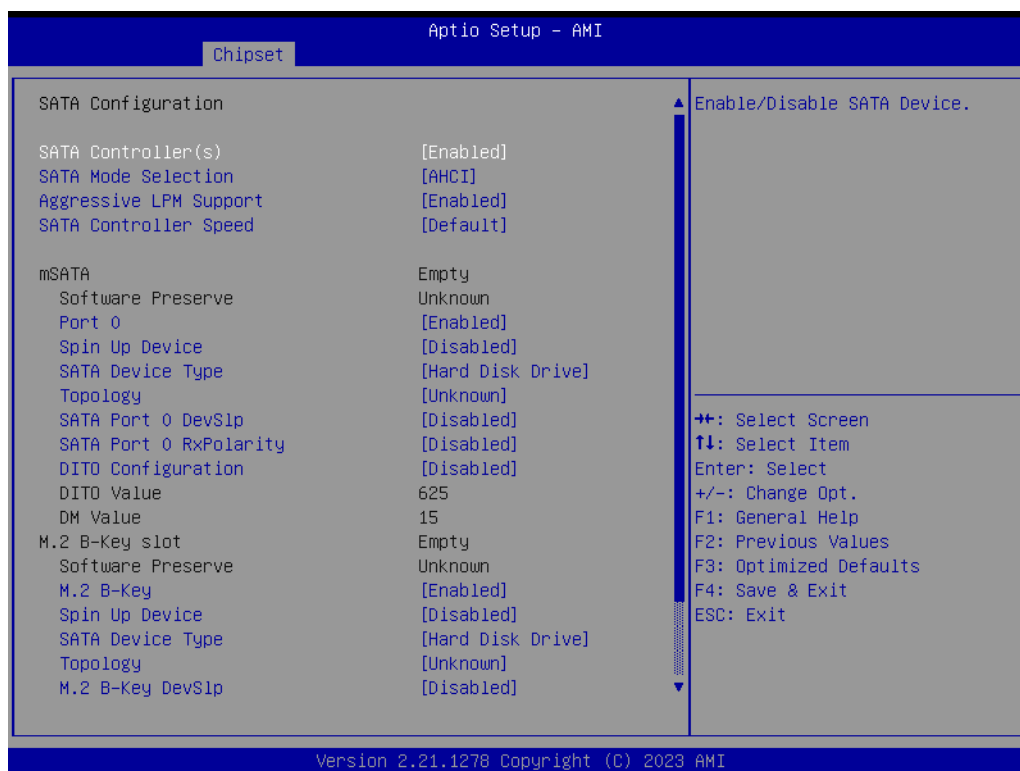 Aptio Setup – AMI
Chipset
SATA Configuration
SATA Controller(s) [Enabled]
SATA Mode Selection [AHCI]
Aggressive LPM Support [Enabled]
SATA Controller Speed [Default]
mSATA Empty
Software Preserve Unknown
Port 0 [Enabled]
Spin Up Device [Disabled]
SATA Device Type [Hard Disk Drive]
Topology [Unknown]
SATA Port 0 DevSlp [Disabled]
SATA Port 0 RxPolarity [Disabled]
DITO Configuration [Disabled]
DITO Value 625
DM Value 15
M.2 B-Key slot Empty
Software Preserve Unknown
M.2 B-Key [Enabled]
Spin Up Device [Disabled]
SATA Device Type [Hard Disk Drive]
Topology [Unknown]
M.2 B-Key DevSlp [Disabled]
Enable/Disable SATA Device.
→←: Select Screen
↑↓: Select Item
Enter: Select
+/-: Change Opt.
F1: General Help
F2: Previous Values
F3: Optimized Defaults
F4: Save & Exit
ESC: Exit
Version 2.21.1278 Copyright (C) 2023 AMI